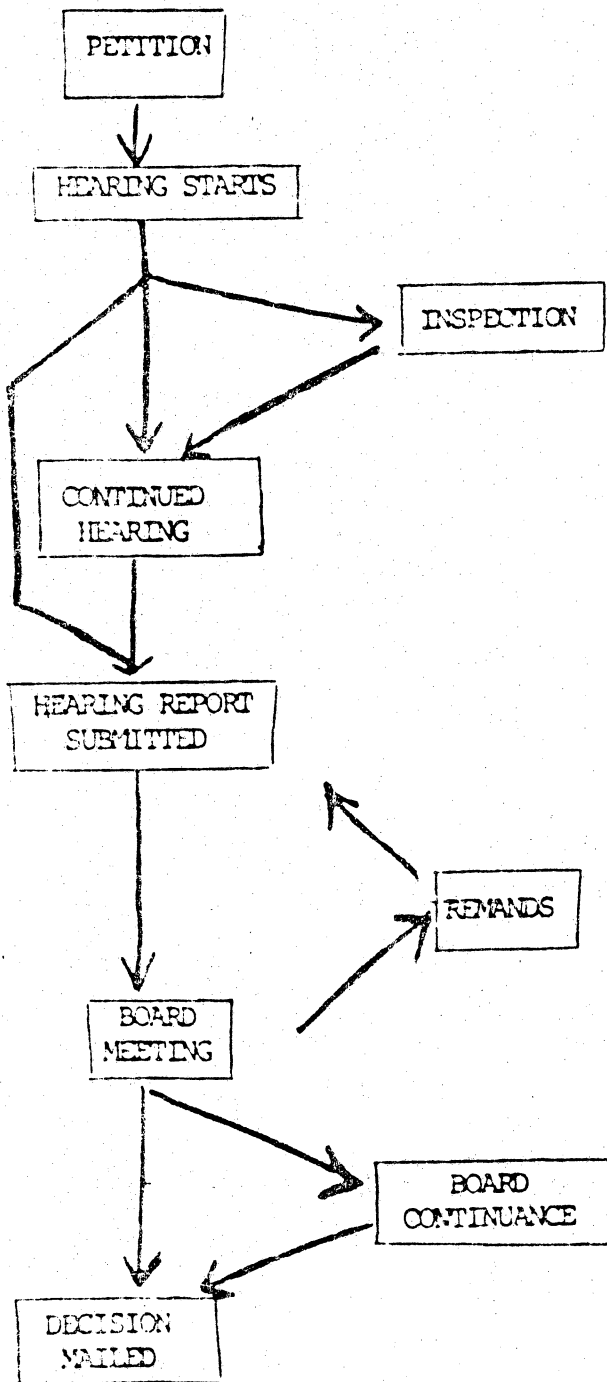 PETITION
HEARING STARTS
INSPECTION
CONTINUED
HEARING
HEARING REPORT
SUBMITTED
REMANDS
BOARD
MEETING
BOARD
CONTINUANCE
DECISION
MAILED